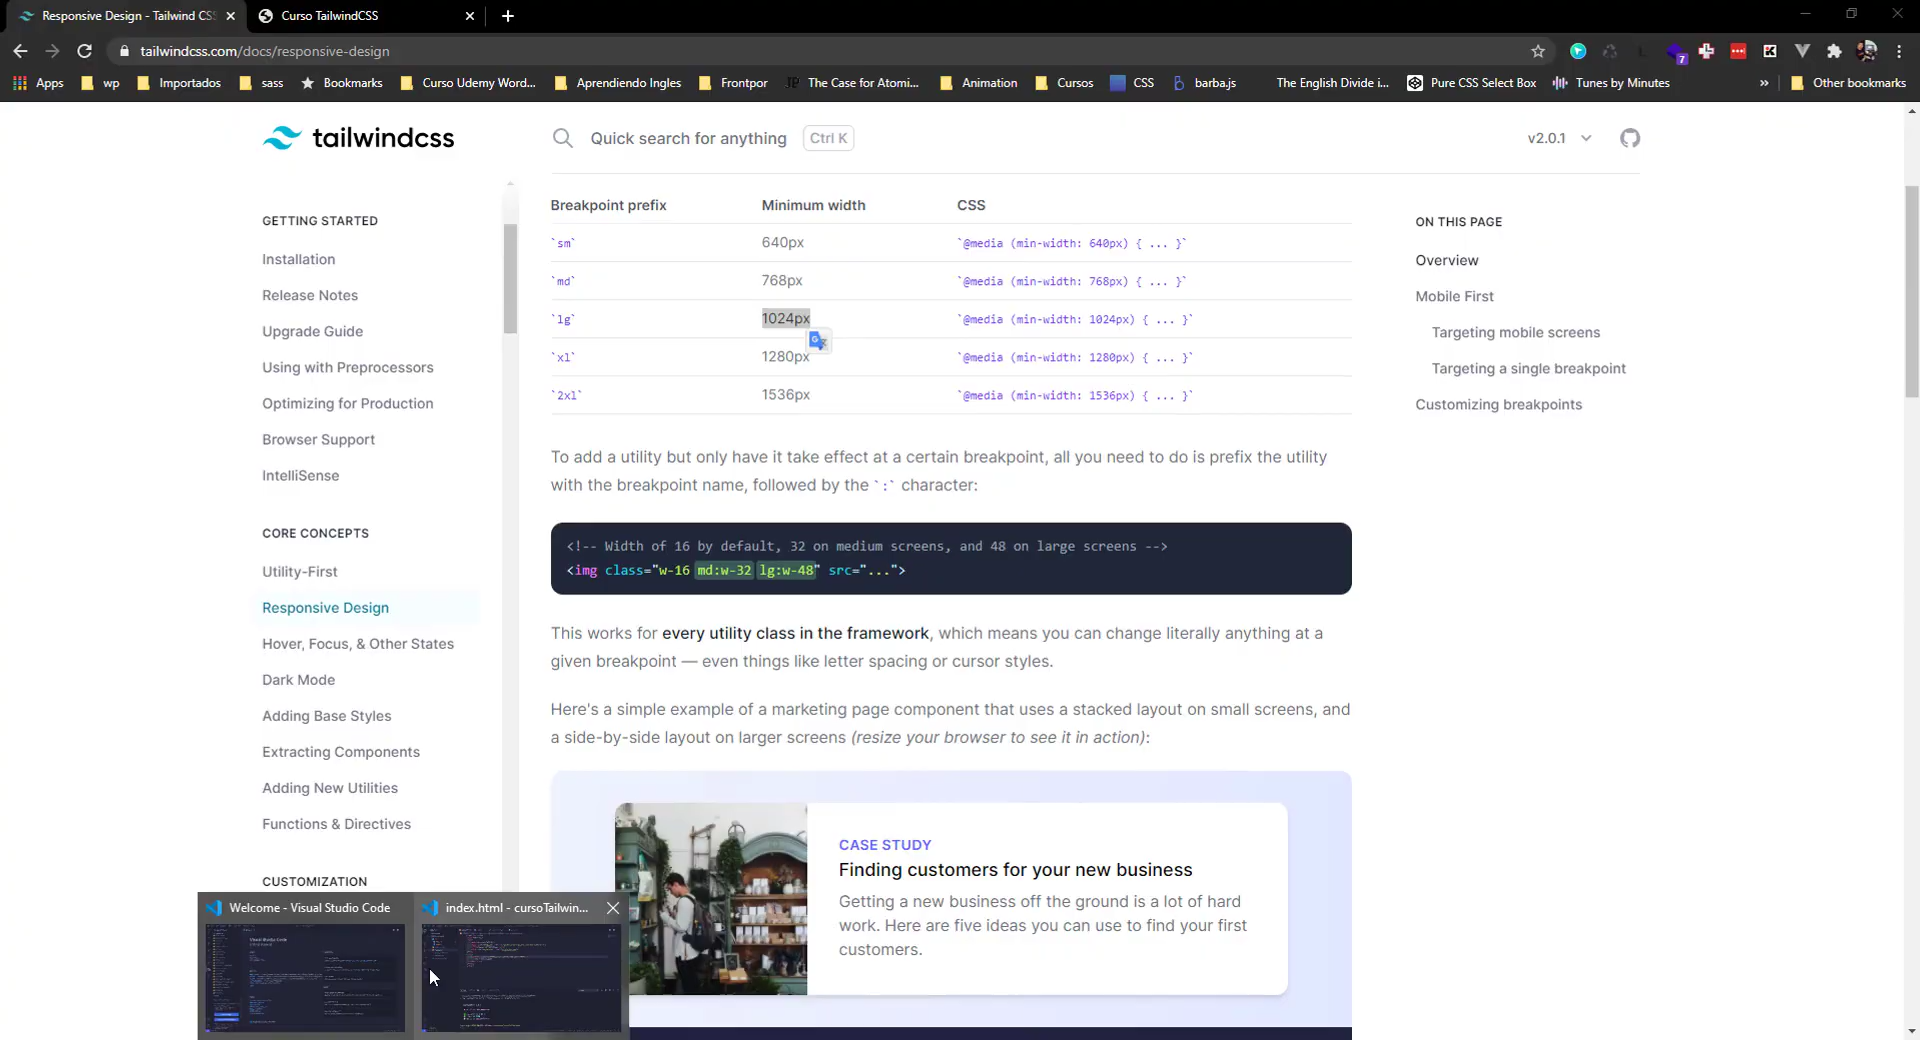 Responsive Design - Tailwind CSS
Curso TailwindCSS
tailwindcss.com/docs/responsive-design
7
Apps
wp
Importados
sass
Bookmarks
Curso Udemy Word...
Aprendiendo Ingles
Frontpor
The Case for Atomi...
Animation
Cursos
CSS
barba.js
The English Divide i...
Pure CSS Select Box
Tunes by Minutes
»
Other bookmarks
tailwindcss
Quick search for anything
Ctrl K
v2.0.1
GETTING STARTED
Installation
Release Notes
Upgrade Guide
Using with Preprocessors
Optimizing for Production
Browser Support
IntelliSense
CORE CONCEPTS
Utility-First
Responsive Design
Hover, Focus, & Other States
Dark Mode
Adding Base Styles
Extracting Components
Adding New Utilities
Functions & Directives
CUSTOMIZATION
Breakpoint prefix Minimum width CSS
`sm` 640px `@media (min-width: 640px) { ... }`
`md` 768px `@media (min-width: 768px) { ... }`
`lg` 1024px `@media (min-width: 1024px) { ... }`
`xl` 1280px `@media (min-width: 1280px) { ... }`
`2xl` 1536px `@media (min-width: 1536px) { ... }`
To add a utility but only have it take effect at a certain breakpoint, all you need to do is prefix the utility
with the breakpoint name, followed by the `:` character:
<!-- Width of 16 by default, 32 on medium screens, and 48 on large screens -->
<img class="w-16 md:w-32 lg:w-48" src="...">
This works for every utility class in the framework, which means you can change literally anything at a
given breakpoint — even things like letter spacing or cursor styles.
Here's a simple example of a marketing page component that uses a stacked layout on small screens, and
a side-by-side layout on larger screens (resize your browser to see it in action):
CASE STUDY
Finding customers for your new business
Getting a new business off the ground is a lot of hard
work. Here are five ideas you can use to find your first
customers.
ON THIS PAGE
Overview
Mobile First
Targeting mobile screens
Targeting a single breakpoint
Customizing breakpoints
Welcome - Visual Studio Code
index.html - cursoTailwin...